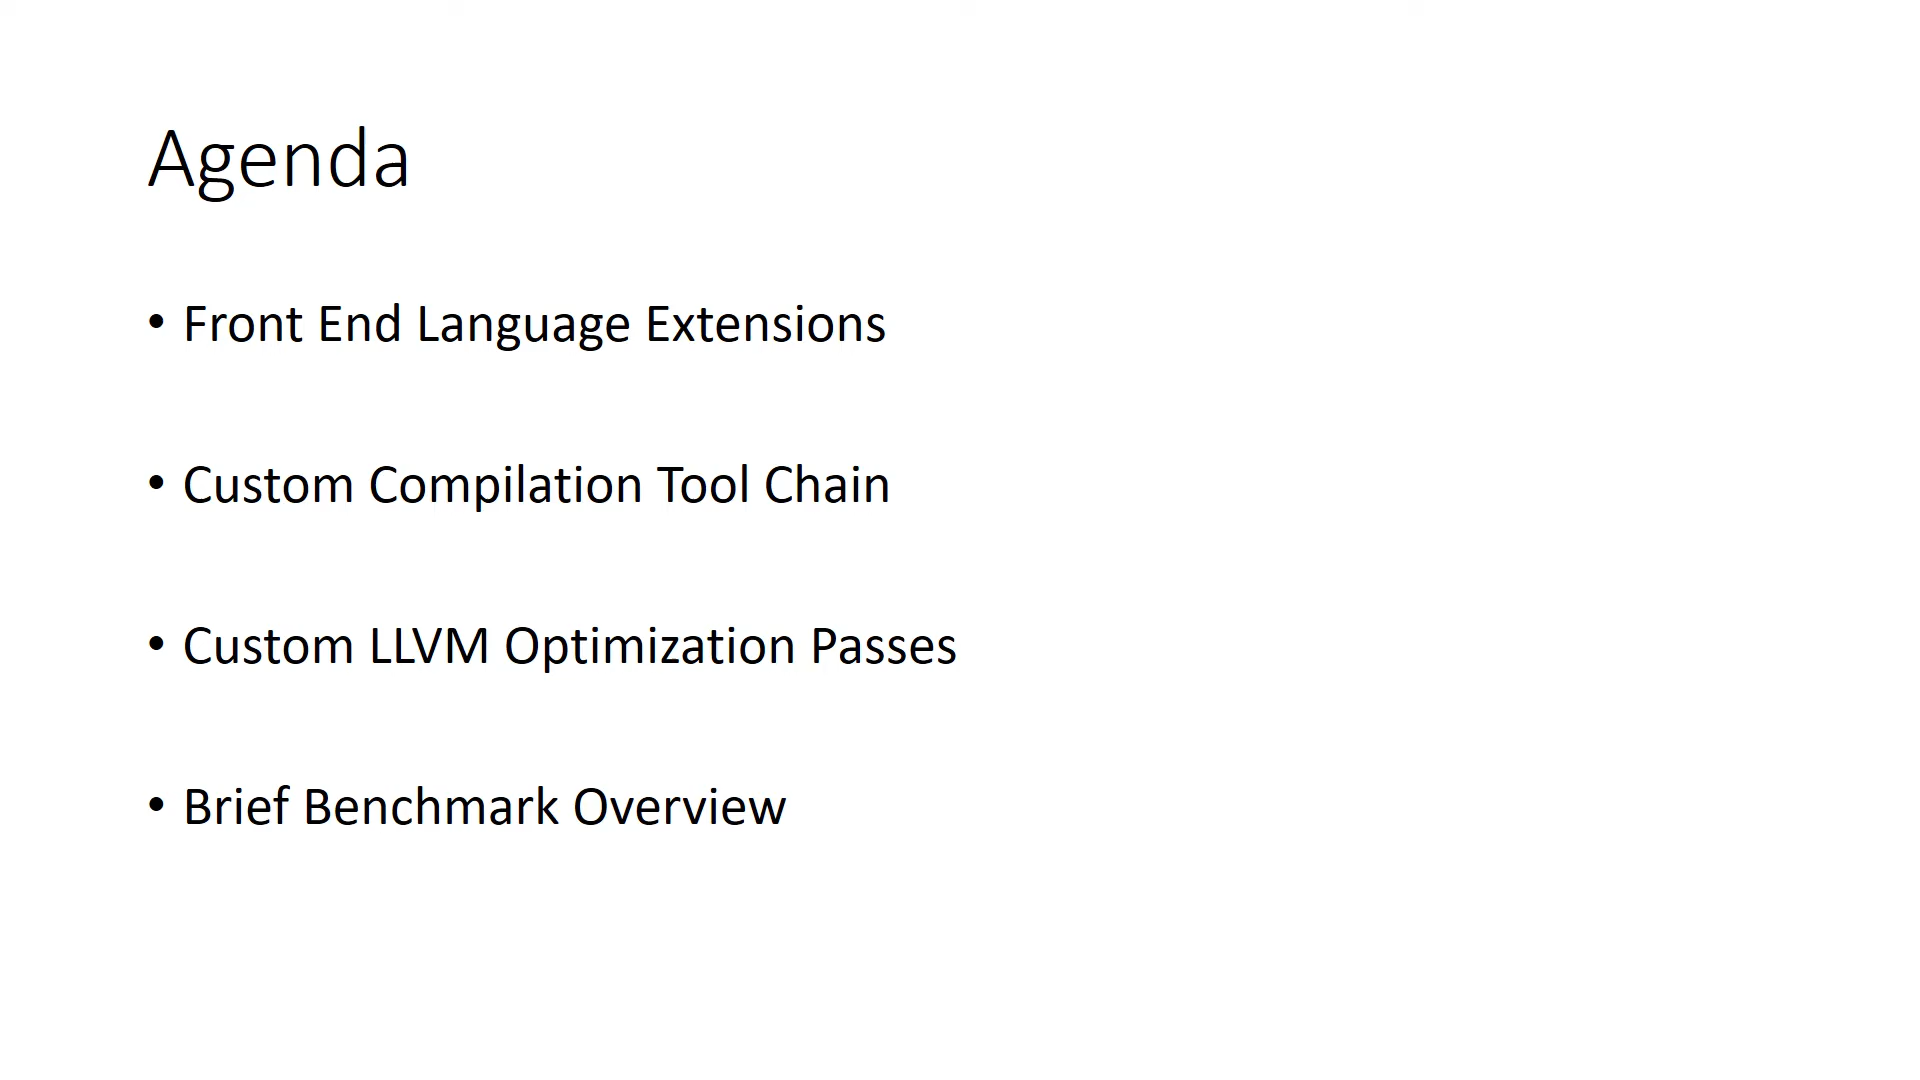 Agenda
• Front End Language Extensions
• Custom Compilation Tool Chain
• Custom LLVM Optimization Passes
• Brief Benchmark Overview